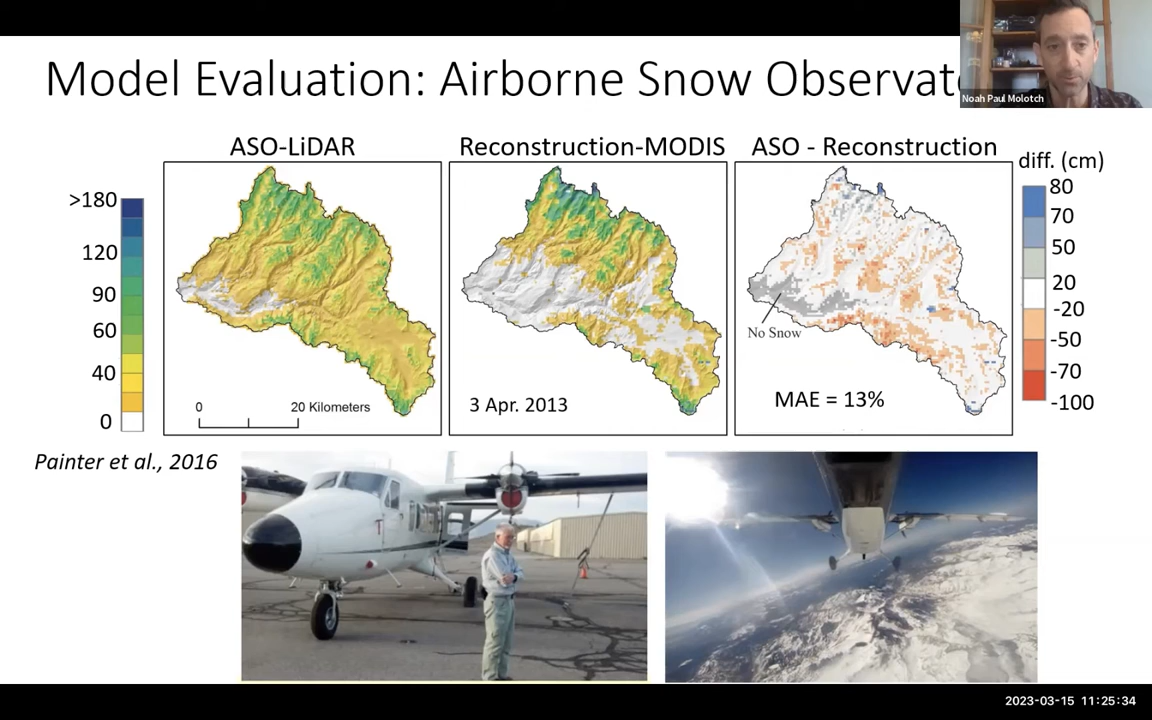 Model Evaluation: Airborne Snow Observat
Noah Paul Molotch
ASO-LiDAR
Reconstruction-MODIS
ASO - Reconstruction
diff. (cm)
>180
120
90
60
40
0
0 20 Kilometers
3 Apr. 2013
No Snow
MAE = 13%
80
70
50
20
-20
-50
-70
-100
Painter et al., 2016
2023-03-15 11:25:34